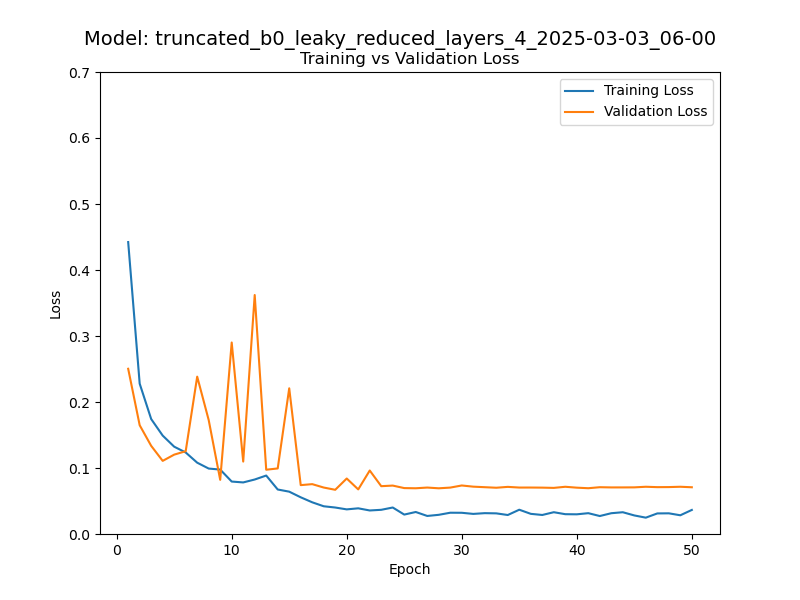 Model: truncated_b0_leaky_reduced_layers_4_2025-03-03_06-00
Training vs Validation Loss
Training Loss
Validation Loss
0.7
0.6
0.5
0.4
0.3
0.2
0.1
0.0
Loss
0 10 20 30 40 50
Epoch